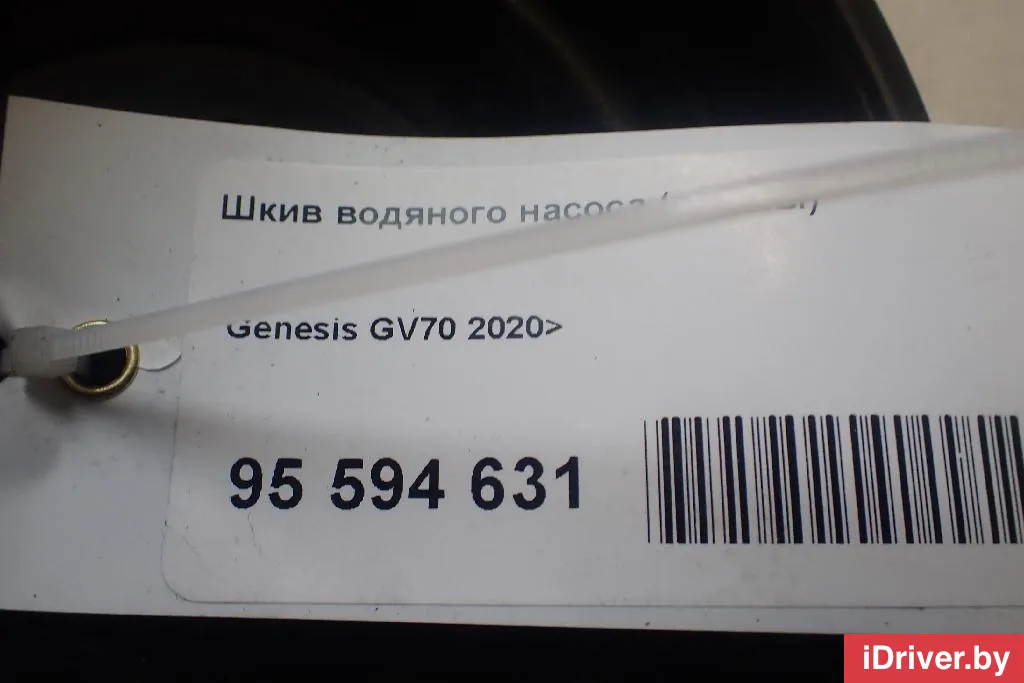 Шкив водяного насоса
Genesis GV70 2020>
95 594 631
iDriver.by